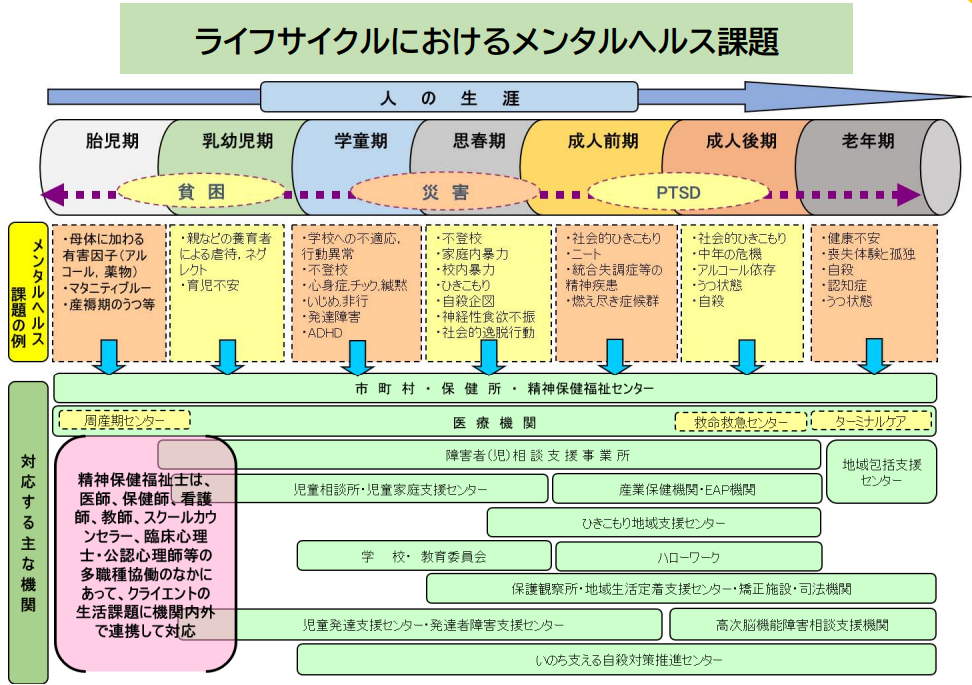 ライフサイクルにおけるメンタルヘルス課題
人の生涯
胎児期
乳幼児期
学童期
思春期
成人前期
成人後期
老年期
貧困
災害
PTSD
メンタルヘルス
課題の例
・母体に加わる
有害因子(アル
コール,薬物)
・マタニティブルー
・産褥期のうつ等
・親などの養育者
による虐待、ネグ
レクト
・育児不安
・学校への不適応,
行動異常
・不登校
・心身症,チック,緘黙
・いじめ,非行
・発達障害
・ADHD
・不登校
・家庭内暴力
・校内暴力
・ひきこもり
・自殺企図
・神経性食欲不振
・社会的逸脱行動
・社会的ひきこもり
・ニート
・統合失調症等の
精神疾患
・燃え尽き症候群
・社会的ひきこもり
・中年の危機
・アルコール依存
・うつ状態
・自殺
・健康不安
・喪失体験と孤独
・自殺
・認知症
・うつ状態
対応する主な機関
市町村・保健所・精神保健福祉センター
周産期センター
医療機関
救命救急センター
ターミナルケア
障害者(児)相談支援事業所
地域包括支援
センター
児童相談所・児童家庭支援センター
産業保健機関・EAP機関
ひきこもり地域支援センター
学校・教育委員会
ハローワーク
保護観察所・地域生活定着支援センター・矯正施設・司法機関
児童発達支援センター・発達者障害支援センター
高次脳機能障害相談支援機関
いのち支える自殺対策推進センター
精神保健福祉士は、
医師、保健師、看護
師、教師、スクールカウ
ンセラー、臨床心理
士・公認心理師等の
多職種協働のなかに
あって、クライエントの
生活課題に機関内外
で連携して対応